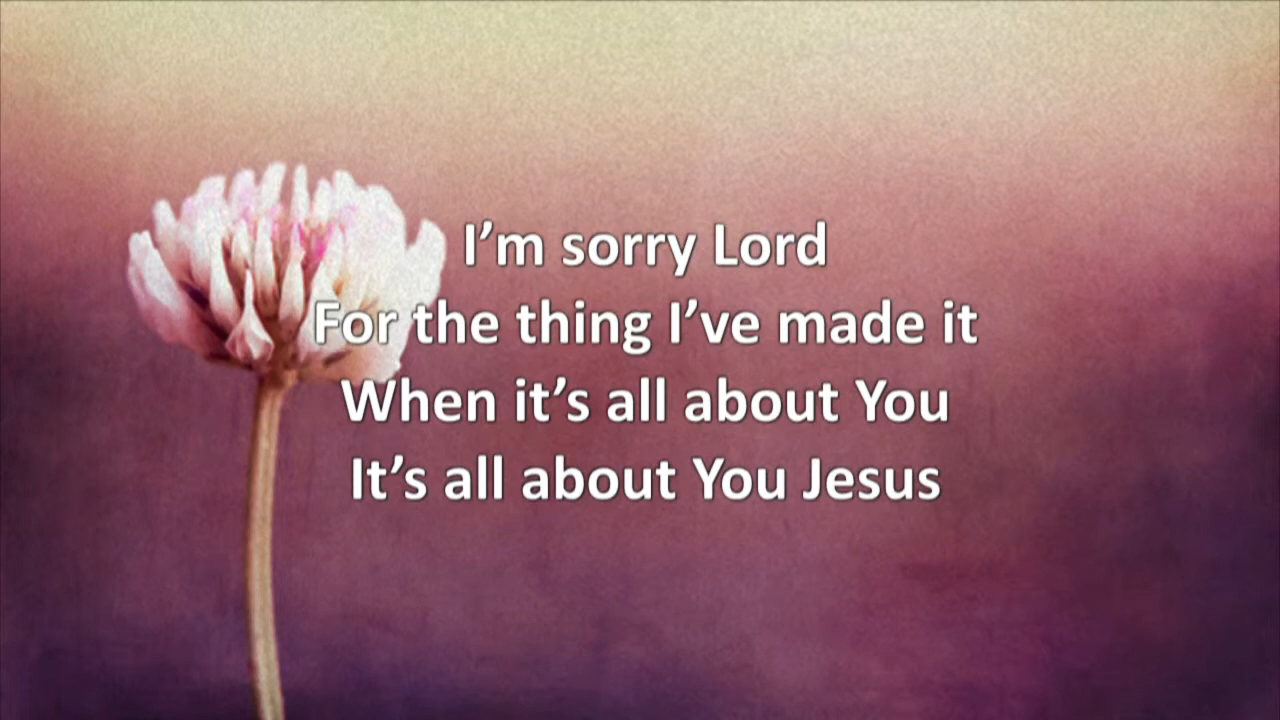 I’m sorry Lord
For the thing I’ve made it
When it’s all about You
It’s all about You Jesus